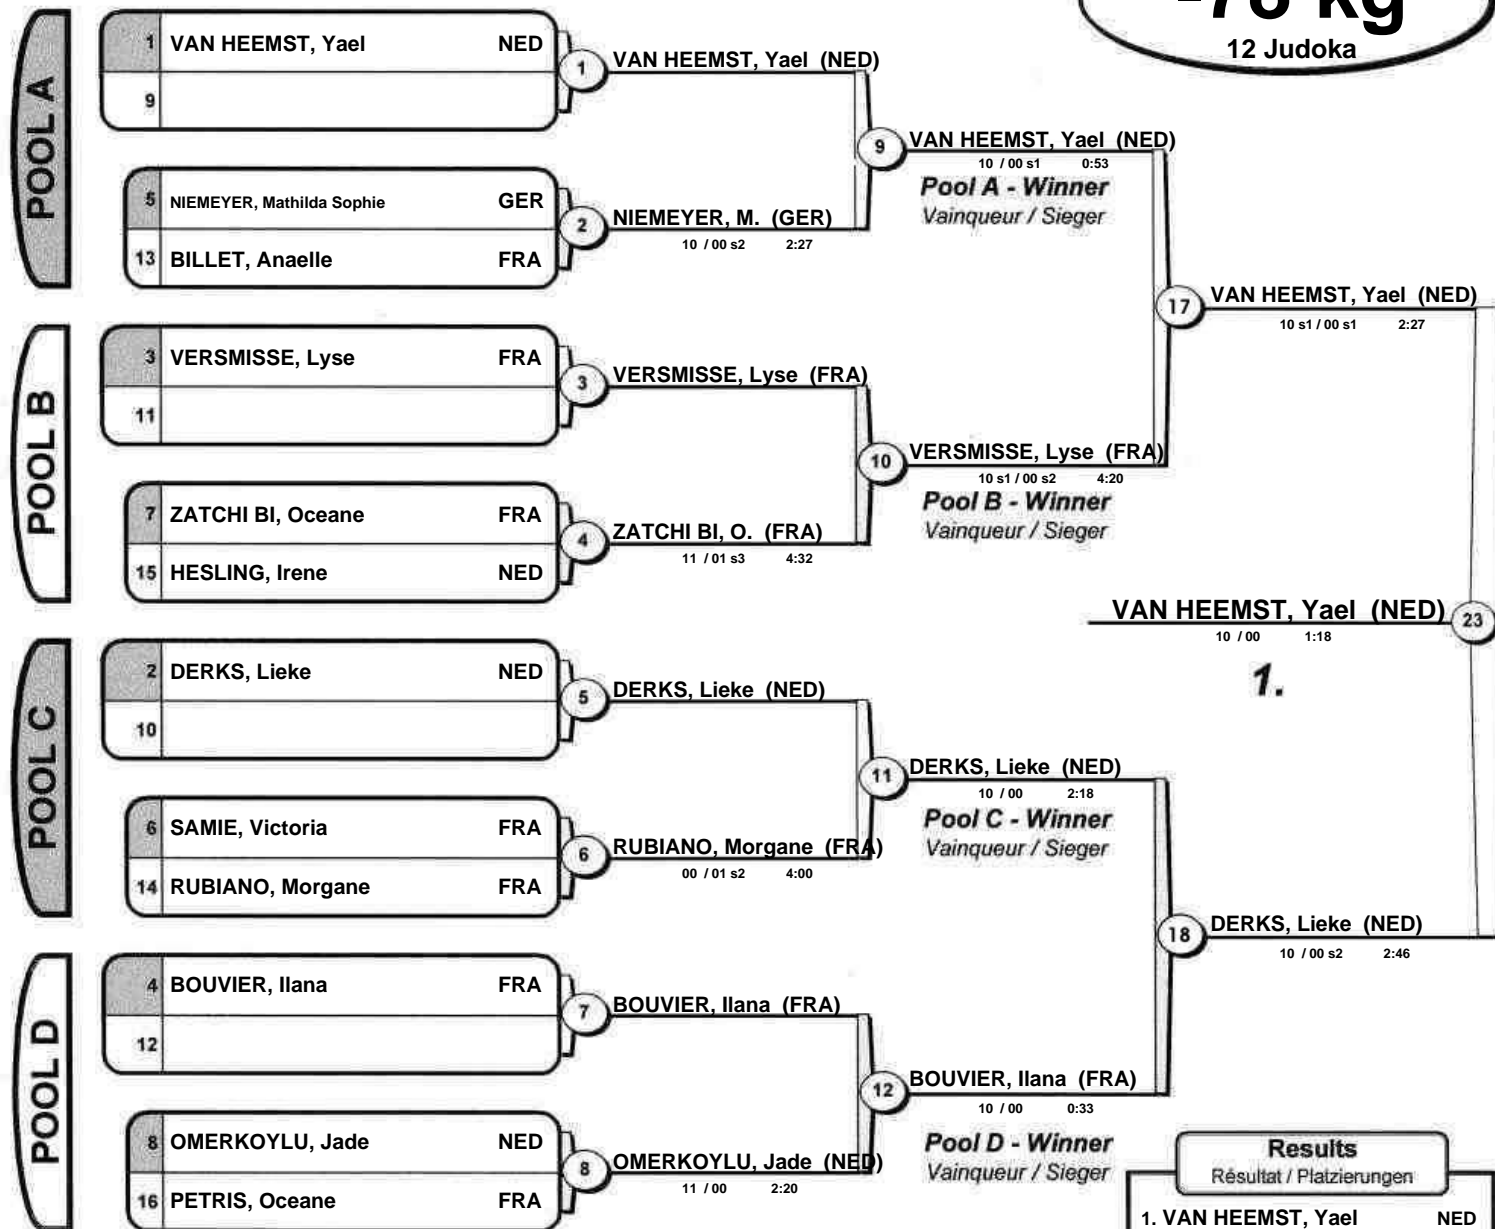 -78 kg
12 Judoka
POOL A
1 VAN HEEMST, Yael NED
9
1
VAN HEEMST, Yael (NED)
5 NIEMEYER, Mathilda Sophie GER
13 BILLET, Anaelle FRA
2
NIEMEYER, M. (GER)
10 / 00 s2 2:27
9
VAN HEEMST, Yael (NED)
10 / 00 s1 0:53
Pool A - Winner
Vainqueur / Sieger
POOL B
3 VERSMISSE, Lyse FRA
11
3
VERSMISSE, Lyse (FRA)
7 ZATCHI BI, Oceane FRA
15 HESLING, Irene NED
4
ZATCHI BI, O. (FRA)
11 / 01 s3 4:32
10
VERSMISSE, Lyse (FRA)
10 s1 / 00 s2 4:20
Pool B - Winner
Vainqueur / Sieger
17
VAN HEEMST, Yael (NED)
10 s1 / 00 s1 2:27
VAN HEEMST, Yael (NED)
23
10 / 00 1:18
1.
POOL C
2 DERKS, Lieke NED
10
5
DERKS, Lieke (NED)
6 SAMIE, Victoria FRA
14 RUBIANO, Morgane FRA
6
RUBIANO, Morgane (FRA)
00 / 01 s2 4:00
11
DERKS, Lieke (NED)
10 / 00 2:18
Pool C - Winner
Vainqueur / Sieger
POOL D
4 BOUVIER, Ilana FRA
12
7
BOUVIER, Ilana (FRA)
8 OMERKOYLU, Jade NED
16 PETRIS, Oceane FRA
8
OMERKOYLU, Jade (NED)
11 / 00 2:20
12
BOUVIER, Ilana (FRA)
10 / 00 0:33
Pool D - Winner
Vainqueur / Sieger
18
DERKS, Lieke (NED)
10 / 00 s2 2:46
Results
Résultat / Platzierungen
1. VAN HEEMST, Yael NED